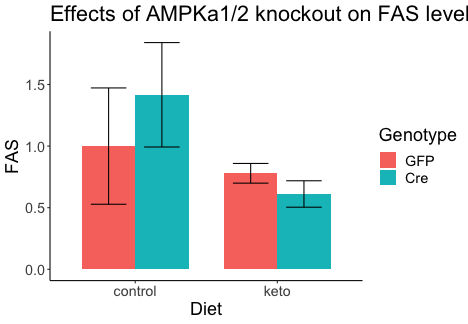 Effects of AMPKa1/2 knockout on FAS level
FAS
1.5
1.0
0.5
0.0
control
keto
Diet
Genotype
GFP
Cre